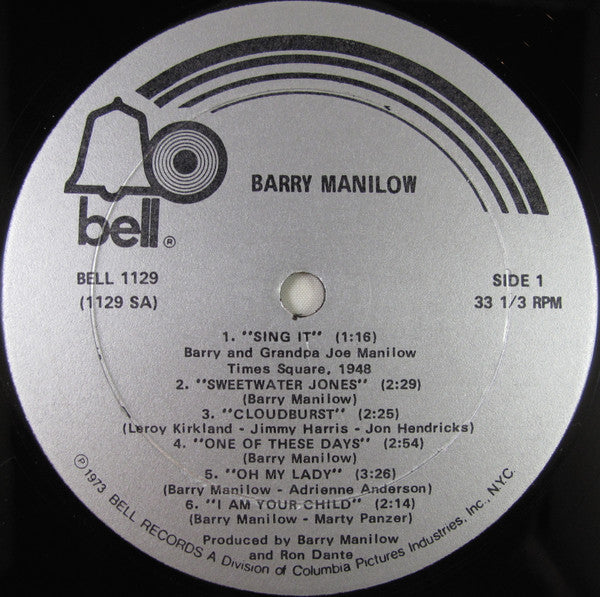 BARRY MANILOW
bell®
BELL 1129
(1129 SA)
SIDE 1
33 1/3 RPM
1. "SING IT" (1:16)
Barry and Grandpa Joe Manilow
Times Square, 1948
2. "SWEETWATER JONES" (2:29)
(Barry Manilow)
3. "CLOUDBURST" (2:25)
(Leroy Kirkland - Jimmy Harris - Jon Hendricks)
4. "ONE OF THESE DAYS" (2:54)
(Barry Manilow)
5. "OH MY LADY" (3:26)
(Barry Manilow - Adrienne Anderson)
6. "I AM YOUR CHILD" (2:14)
(Barry Manilow - Marty Panzer)
Produced by Barry Manilow
and Ron Dante
℗ 1973 BELL RECORDS A Division of Columbia Pictures Industries, Inc., N.Y.C.